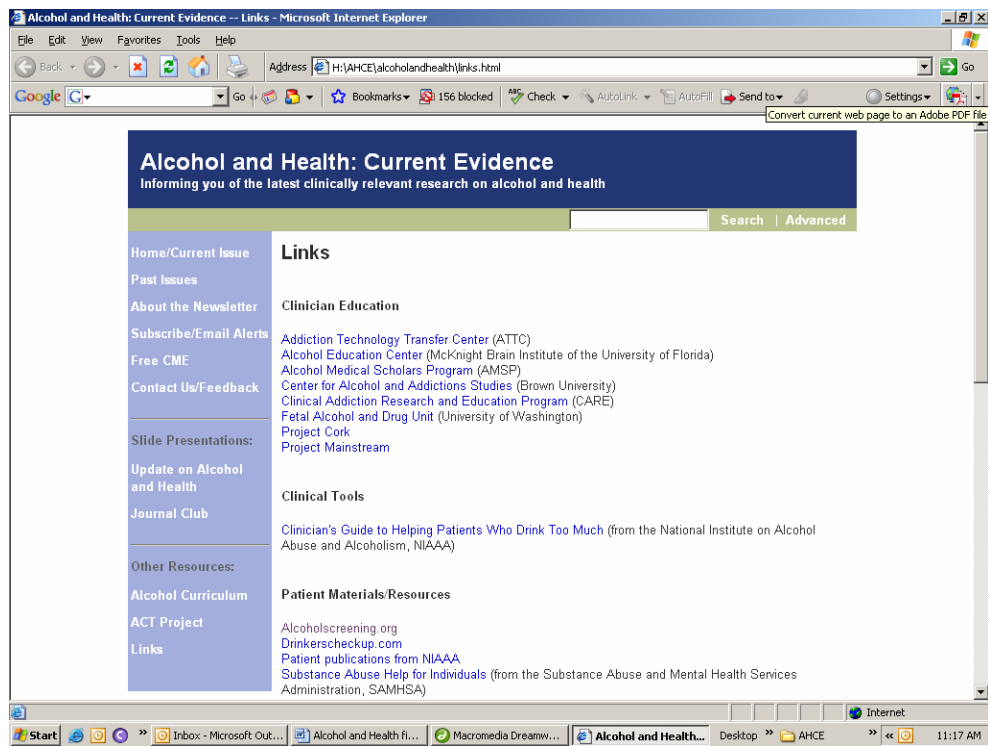 Alcohol and Health: Current Evidence -- Links - Microsoft Internet Explorer
File Edit View Favorites Tools Help
Back
Address H:\AHCE\alcoholandhealth\links.html Go
Google G Go Bookmarks 156 blocked ABC Check AutoLink AutoFill Send to Settings
Convert current web page to an Adobe PDF file
Alcohol and Health: Current Evidence
Informing you of the latest clinically relevant research on alcohol and health
Search | Advanced
Home/Current Issue
Past Issues
About the Newsletter
Subscribe/Email Alerts
Free CME
Contact Us/Feedback
Slide Presentations:
Update on Alcohol
and Health
Journal Club
Other Resources:
Alcohol Curriculum
ACT Project
Links
Links
Clinician Education
Addiction Technology Transfer Center (ATTC)
Alcohol Education Center (McKnight Brain Institute of the University of Florida)
Alcohol Medical Scholars Program (AMSP)
Center for Alcohol and Addictions Studies (Brown University)
Clinical Addiction Research and Education Program (CARE)
Fetal Alcohol and Drug Unit (University of Washington)
Project Cork
Project Mainstream
Clinical Tools
Clinician's Guide to Helping Patients Who Drink Too Much (from the National Institute on Alcohol
Abuse and Alcoholism, NIAAA)
Patient Materials/Resources
Alcoholscreening.org
Drinkerscheckup.com
Patient publications from NIAAA
Substance Abuse Help for Individuals (from the Substance Abuse and Mental Health Services
Administration, SAMHSA)
Internet
Start » Inbox - Microsoft Out... Alcohol and Health fi... Macromedia Dreamw... Alcohol and Health... Desktop » AHCE » « 11:17 AM